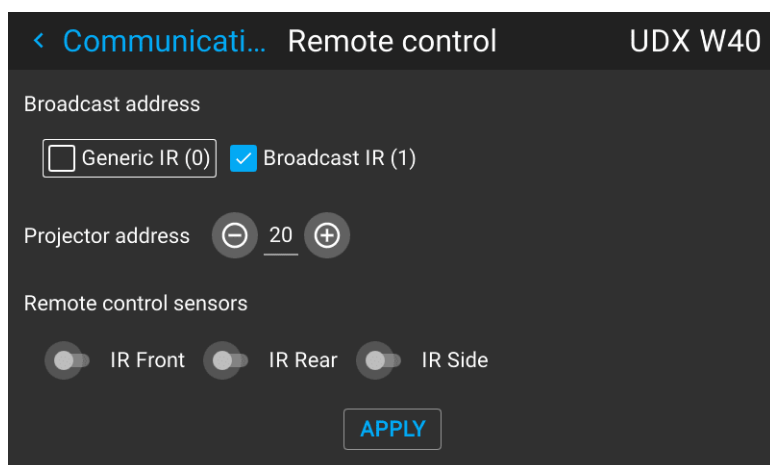 Communicati... Remote control UDX W40
Broadcast address
Generic IR (0) Broadcast IR (1)
Projector address 20
Remote control sensors
IR Front IR Rear IR Side
APPLY